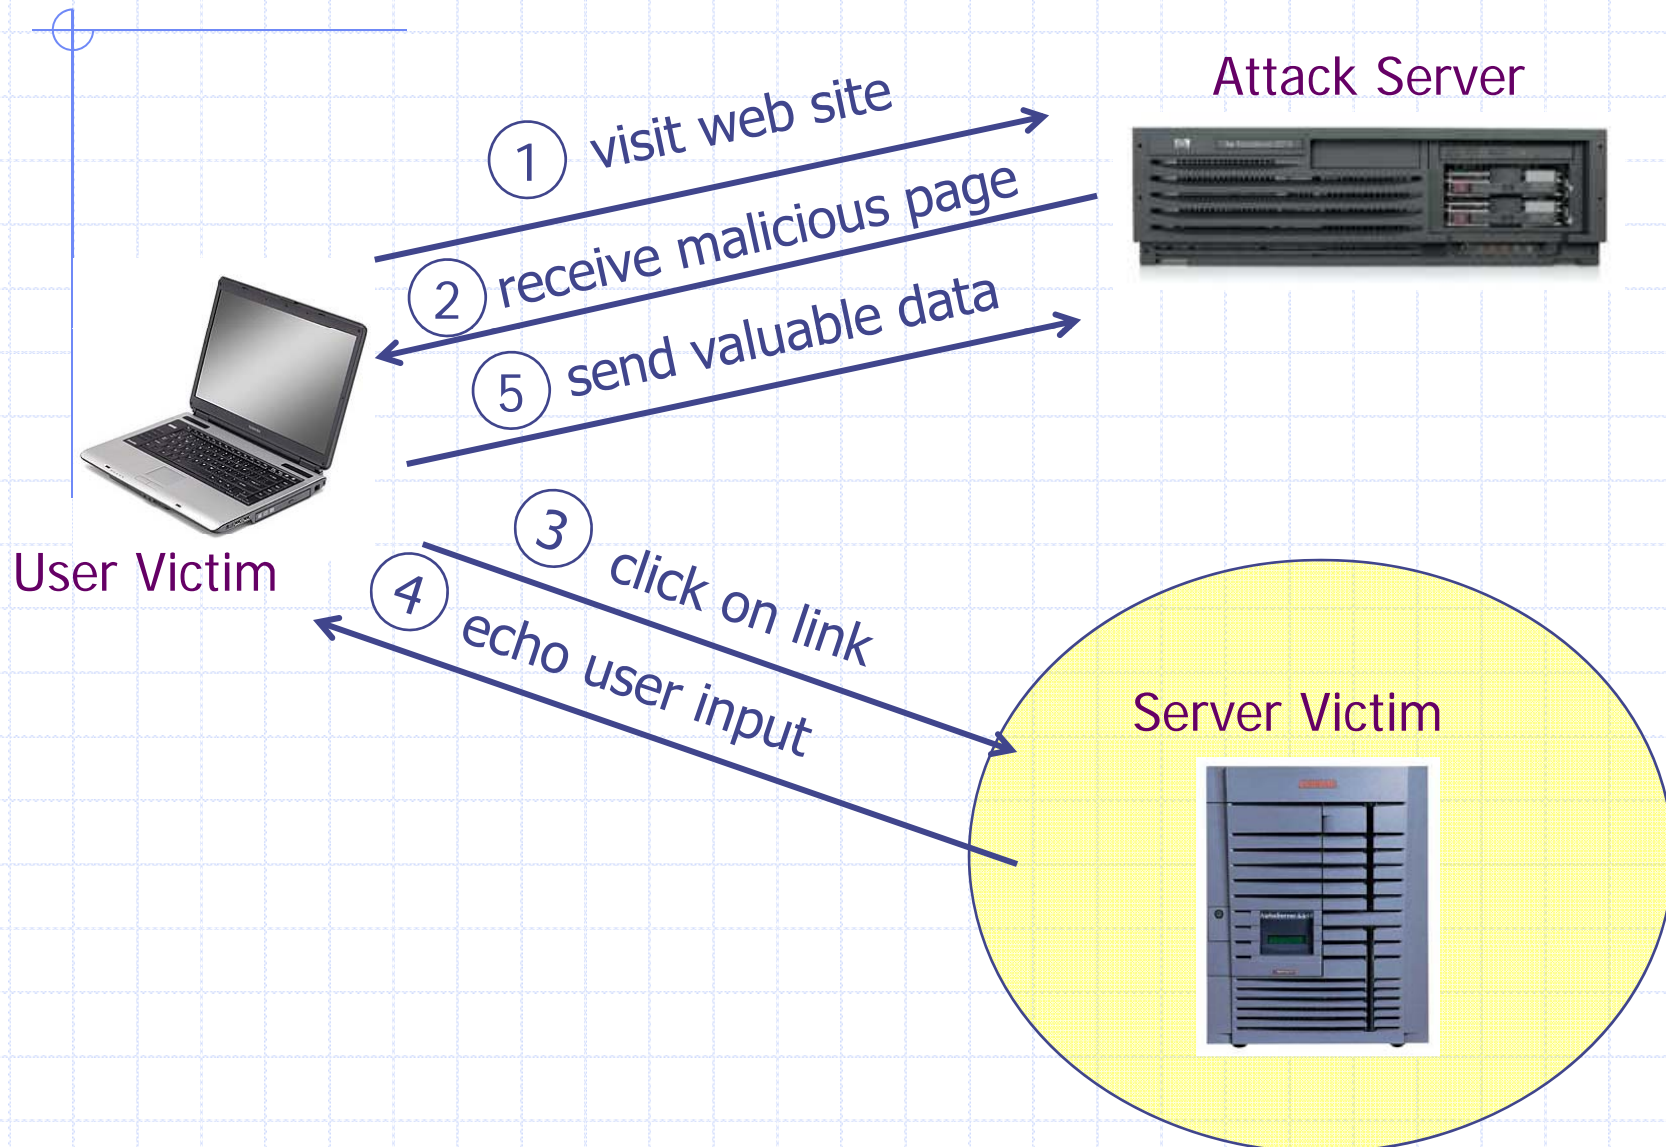 Attack Server
1 visit web site
2 receive malicious page
5 send valuable data
User Victim
3 click on link
4 echo user input
Server Victim